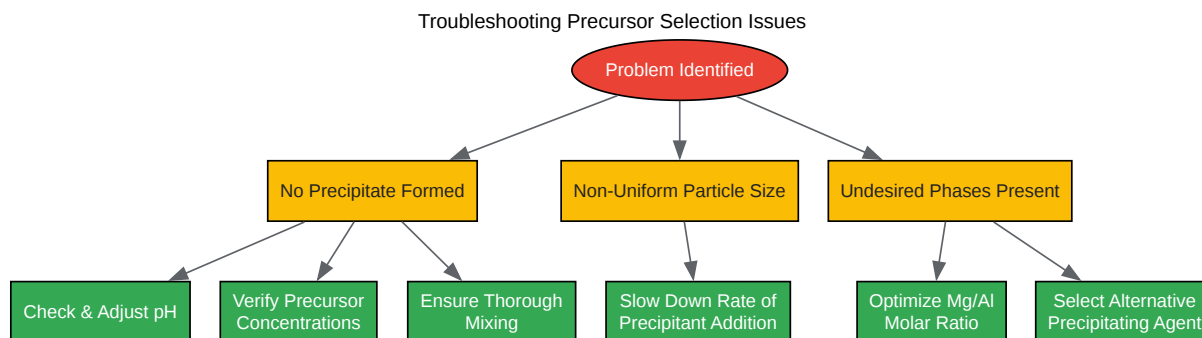 Troubleshooting Precursor Selection Issues
Problem Identified
No Precipitate Formed
Non-Uniform Particle Size
Undesired Phases Present
Check & Adjust pH
Verify Precursor
Concentrations
Ensure Thorough
Mixing
Slow Down Rate of
Precipitant Addition
Optimize Mg/Al
Molar Ratio
Select Alternative
Precipitating Agent